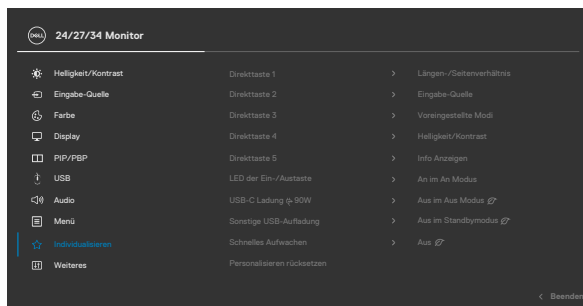 DELL 24/27/34 Monitor
Helligkeit/Kontrast Direkttaste 1 > Längen-/Seitenverhältnis
Eingabe-Quelle Direkttaste 2 > Eingabe-Quelle
Farbe Direkttaste 3 > Voreingestellte Modi
Display Direkttaste 4 > Helligkeit/Kontrast
PIP/PBP Direkttaste 5 > Info Anzeigen
USB LED der Ein-/Austaste > An im An Modus
Audio USB-C Ladung 90W > Aus im Aus Modus
Menü Sonstige USB-Aufladung > Aus im Standbymodus
Individualisieren Schnelles Aufwachen > Aus
Weiteres Personalisieren rücksetzen
< Beenden